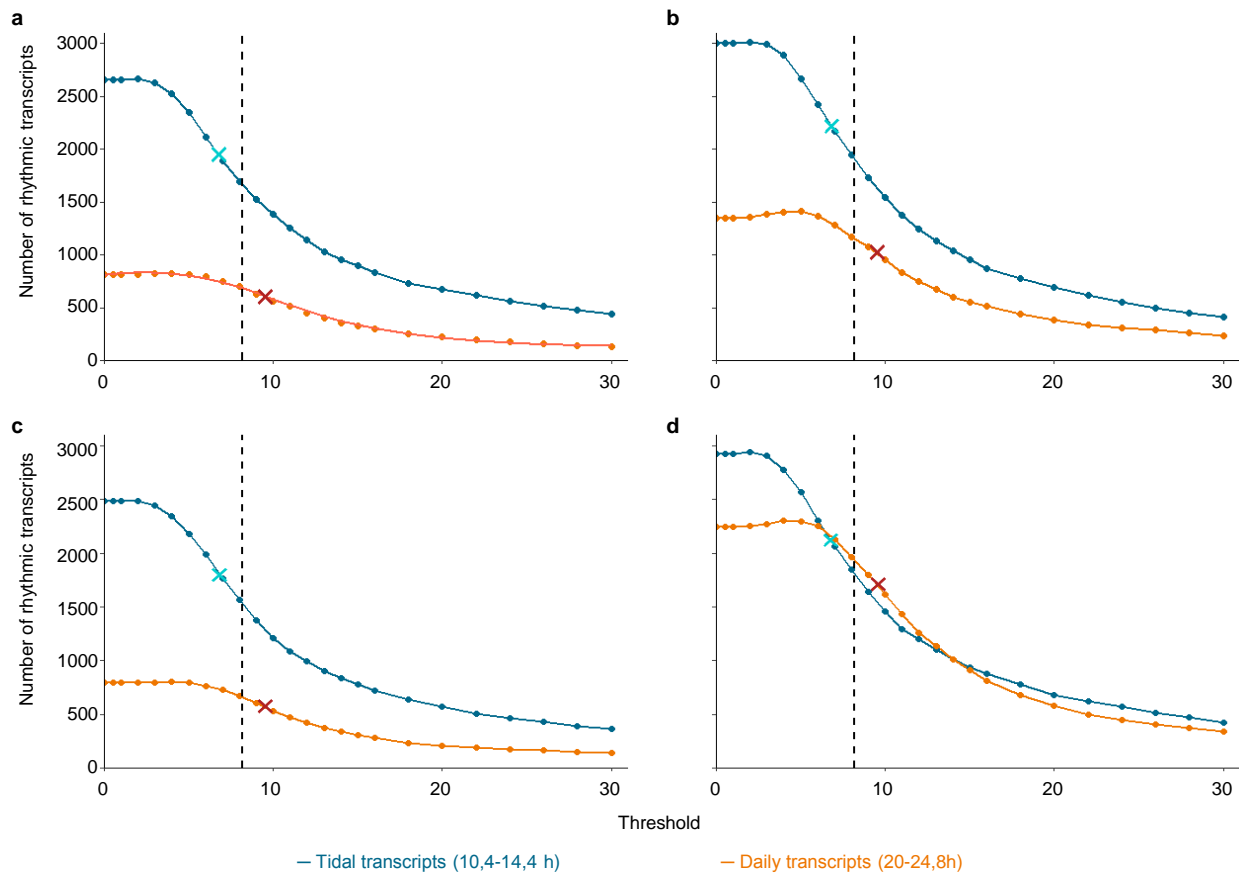 a
b
Number of rhythmic transcripts
3000
2500
2000
1500
1000
500
0
0 10 20 30
0 10 20 30
c
d
Number of rhythmic transcripts
3000
2500
2000
1500
1000
500
0
0 10 20 30
0 10 20 30
Threshold
Tidal transcripts (10,4-14,4 h)
Daily transcripts (20-24,8h)